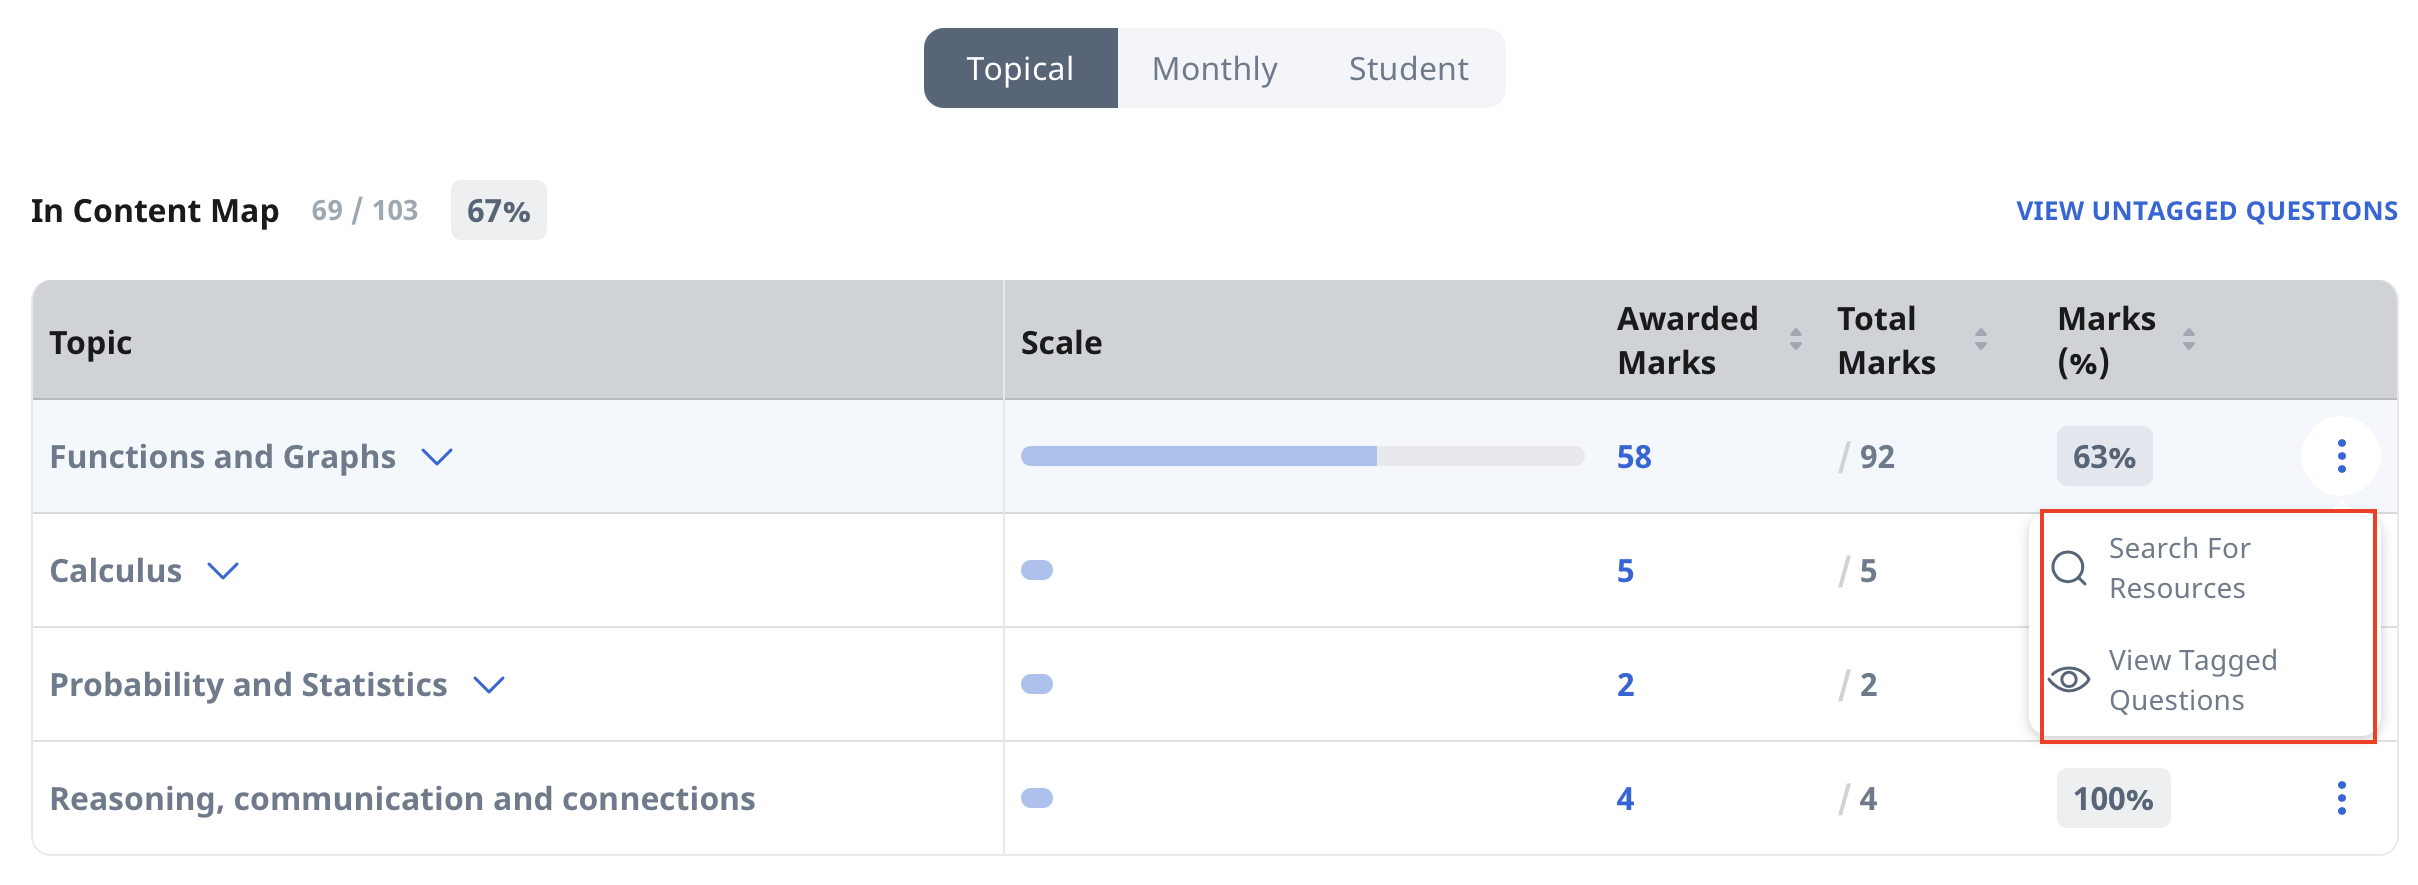 Topical Monthly Student
In Content Map 69 / 103 67% VIEW UNTAGGED QUESTIONS
Topic Scale Awarded Marks Total Marks Marks (%)
Functions and Graphs 58 / 92 63%
Calculus 5 / 5
Search For
Resources
Probability and Statistics 2 / 2
View Tagged
Questions
Reasoning, communication and connections 4 / 4 100%